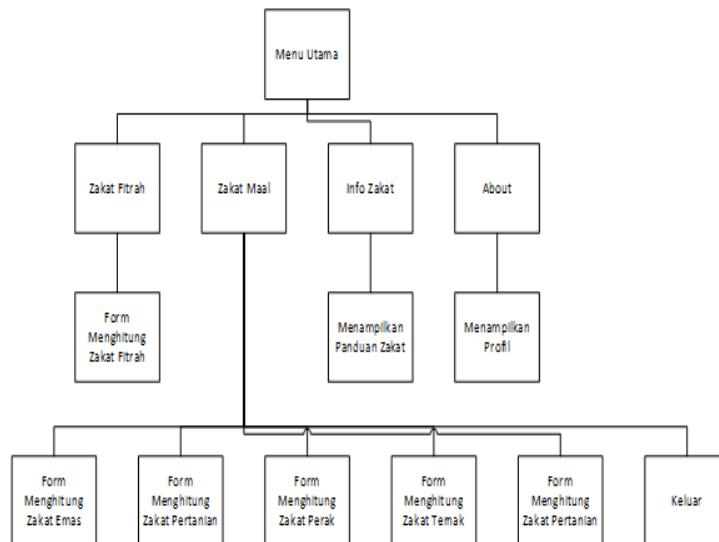 Menu Utama
Zakat Fitrah
Zakat Maal
Info Zakat
About
Form
Menghitung
Zakat Fitrah
Menampilkan
Panduan Zakat
Menampilkan
Profil
Form
Menghitung
Zakat Emas
Form
Menghitung
Zakat Pertanian
Form
Menghitung
Zakat Perak
Form
Menghitung
Zakat Ternak
Form
Menghitung
Zakat Pertanian
Keluar